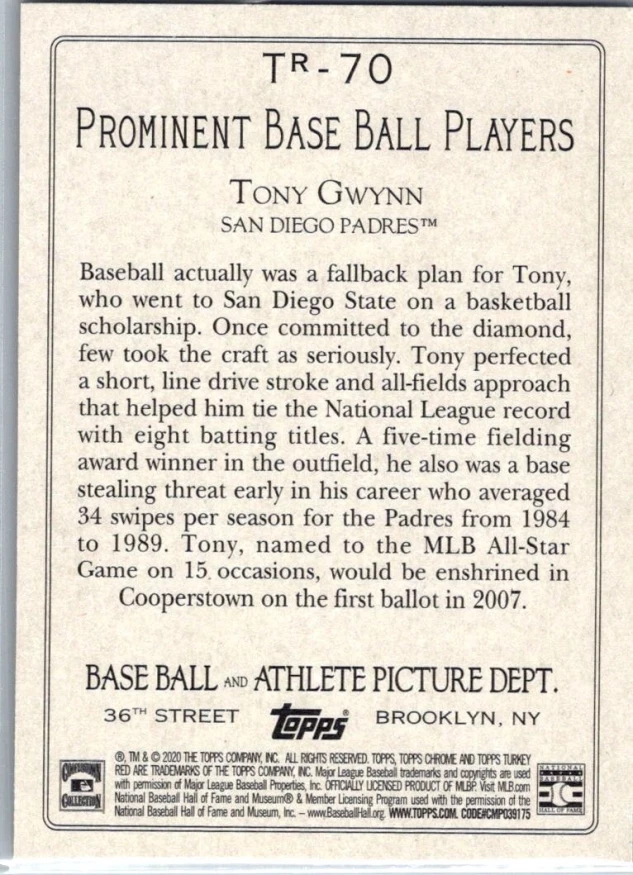 TR-70
PROMINENT BASE BALL PLAYERS
TONY GWYNN
SAN DIEGO PADRES™
Baseball actually was a fallback plan for Tony,
who went to San Diego State on a basketball
scholarship. Once committed to the diamond,
few took the craft as seriously. Tony perfected
a short, line drive stroke and all-fields approach
that helped him tie the National League record
with eight batting titles. A five-time fielding
award winner in the outfield, he also was a base
stealing threat early in his career who averaged
34 swipes per season for the Padres from 1984
to 1989. Tony, named to the MLB All-Star
Game on 15 occasions, would be enshrined in
Cooperstown on the first ballot in 2007.
BASE BALL AND ATHLETE PICTURE DEPT.
36TH STREET topps® BROOKLYN, NY
®, TM & © 2020 THE TOPPS COMPANY, INC. ALL RIGHTS RESERVED. TOPPS, TOPPS CHROME AND TOPPS TURKEY
RED ARE TRADEMARKS OF THE TOPPS COMPANY, INC. Major League Baseball trademarks and copyrights are used
with permission of Major League Baseball Properties, Inc. OFFICIALLY LICENSED PRODUCT OF MLBP. Visit MLB.com
National Baseball Hall of Fame and Museum® & Member Licensing Program used with the permission of the
National Baseball Hall of Fame and Museum, Inc. – www.BaseballHall.org. WWW.TOPPS.COM. CODE#CMP039175
COOPERSTOWN
COLLECTION
NATIONAL
BASEBALL
HALL OF FAME